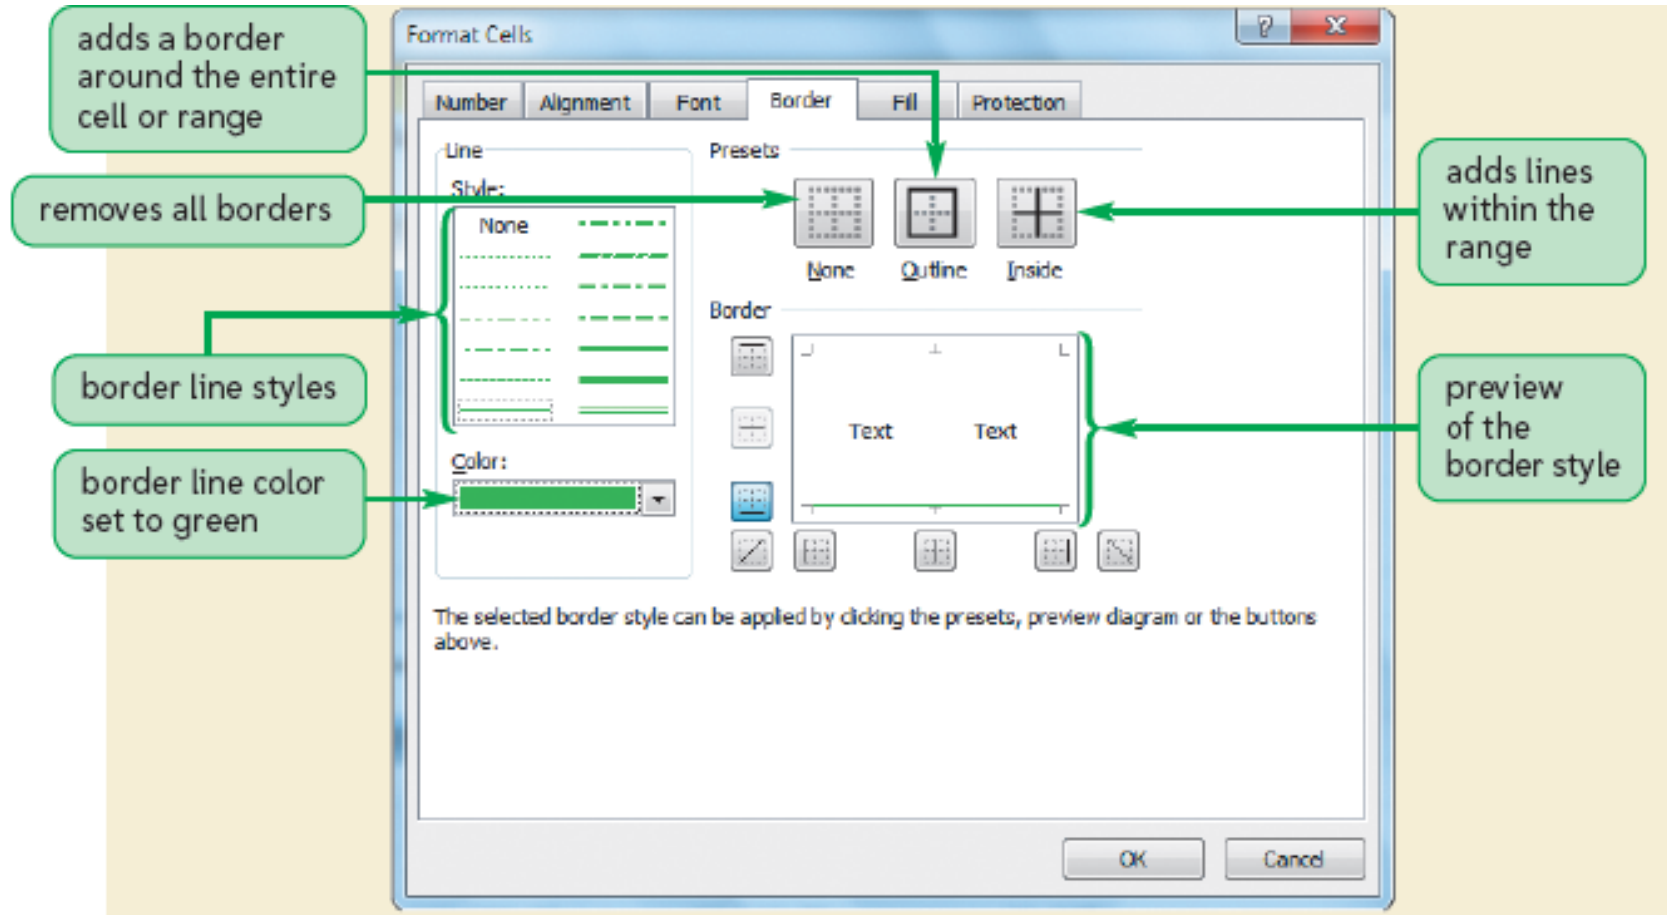 adds a border
around the entire
cell or range
removes all borders
border line styles
border line color
set to green
Format Cells
?
X
Number Alignment Font Border Fill Protection
Line
Style:
None
Color:
Presets
None Outline Inside
Border
Text Text
The selected border style can be applied by clicking the presets, preview diagram or the buttons
above.
OK Cancel
adds lines
within the
range
preview
of the
border style